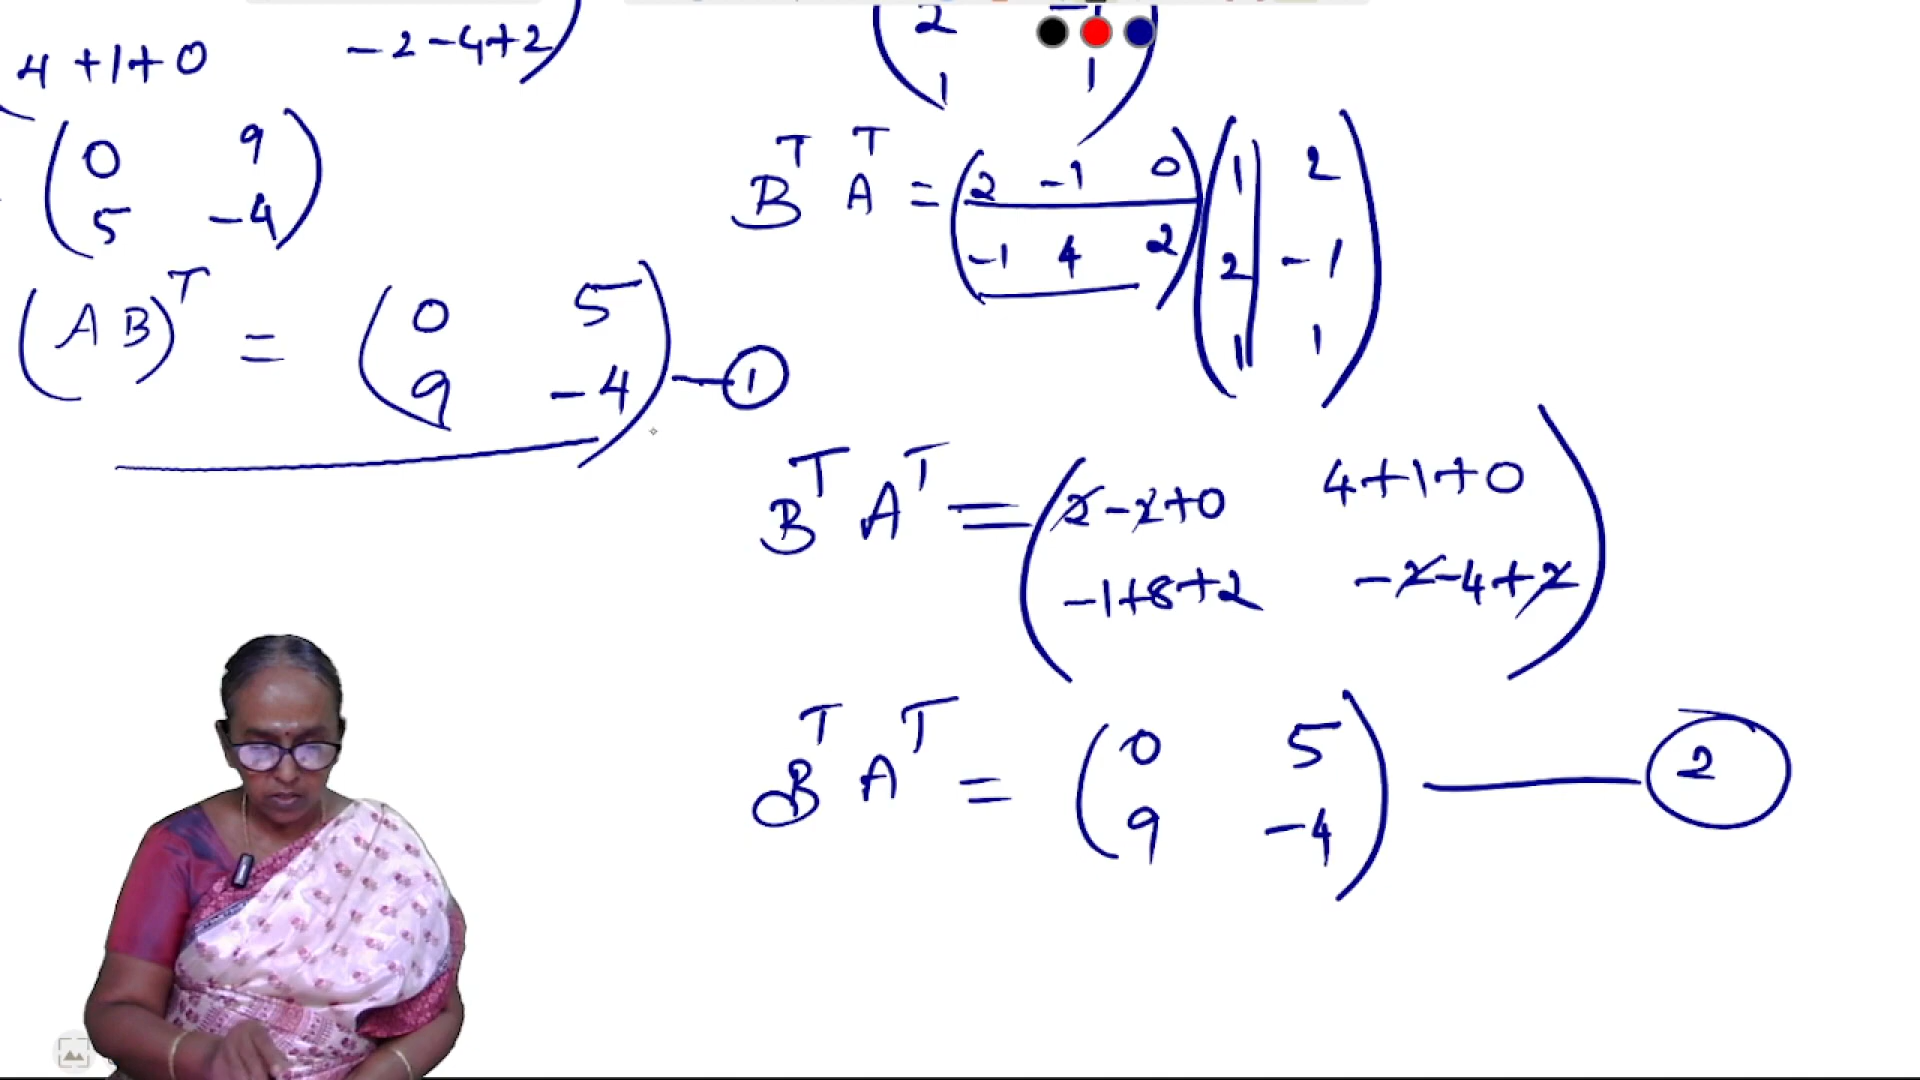 4+1+0 -2-4+2
0 9
5 -4
(AB)^T = (0 5
9 -4) — 1
2 -1
1 1
B^T A^T = (2 -1 0) (1 2
-1 4 2) 2 -1
1 1)
B^T A^T = (2-2+0 4+1+0
-1+8+2 -2-4+2)
B^T A^T = (0 5
9 -4) — 2